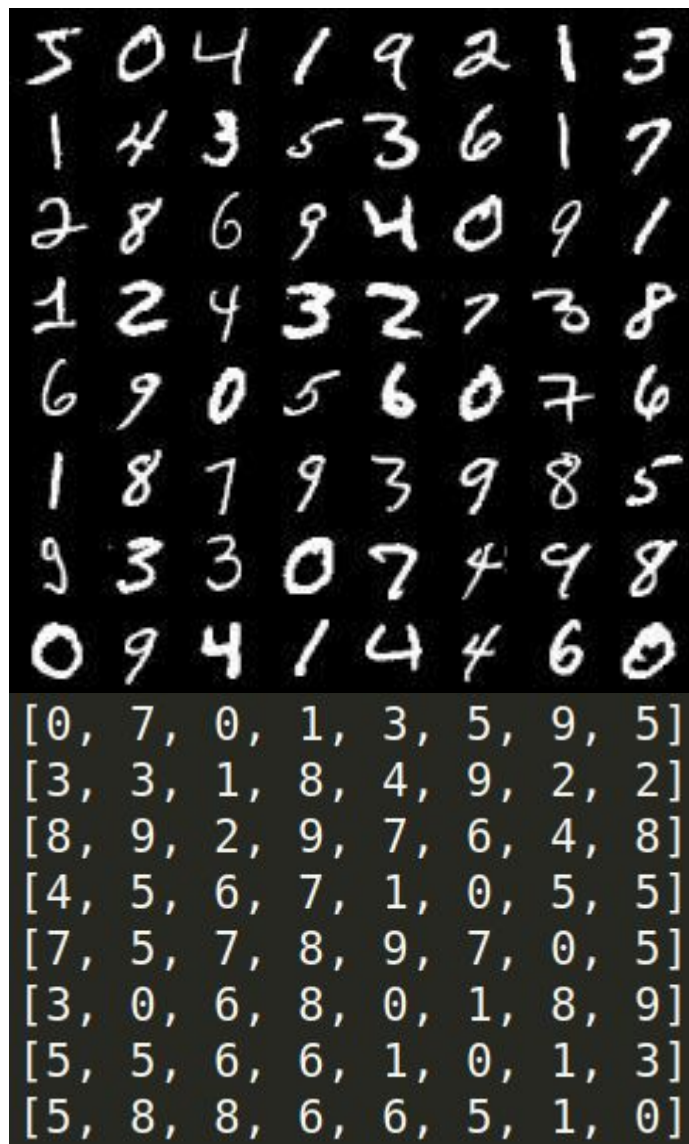 5 0 4 1 9 2 1 3
1 4 3 5 3 6 1 7
2 8 6 9 4 0 9 1
1 2 4 3 2 7 3 8
6 9 0 5 6 0 7 6
1 8 7 9 3 9 8 5
9 3 3 0 7 4 9 8
0 9 4 1 4 4 6 0
[0, 7, 0, 1, 3, 5, 9, 5]
[3, 3, 1, 8, 4, 9, 2, 2]
[8, 9, 2, 9, 7, 6, 4, 8]
[4, 5, 6, 7, 1, 0, 5, 5]
[7, 5, 7, 8, 9, 7, 0, 5]
[3, 0, 6, 8, 0, 1, 8, 9]
[5, 5, 6, 6, 1, 0, 1, 3]
[5, 8, 8, 6, 6, 5, 1, 0]